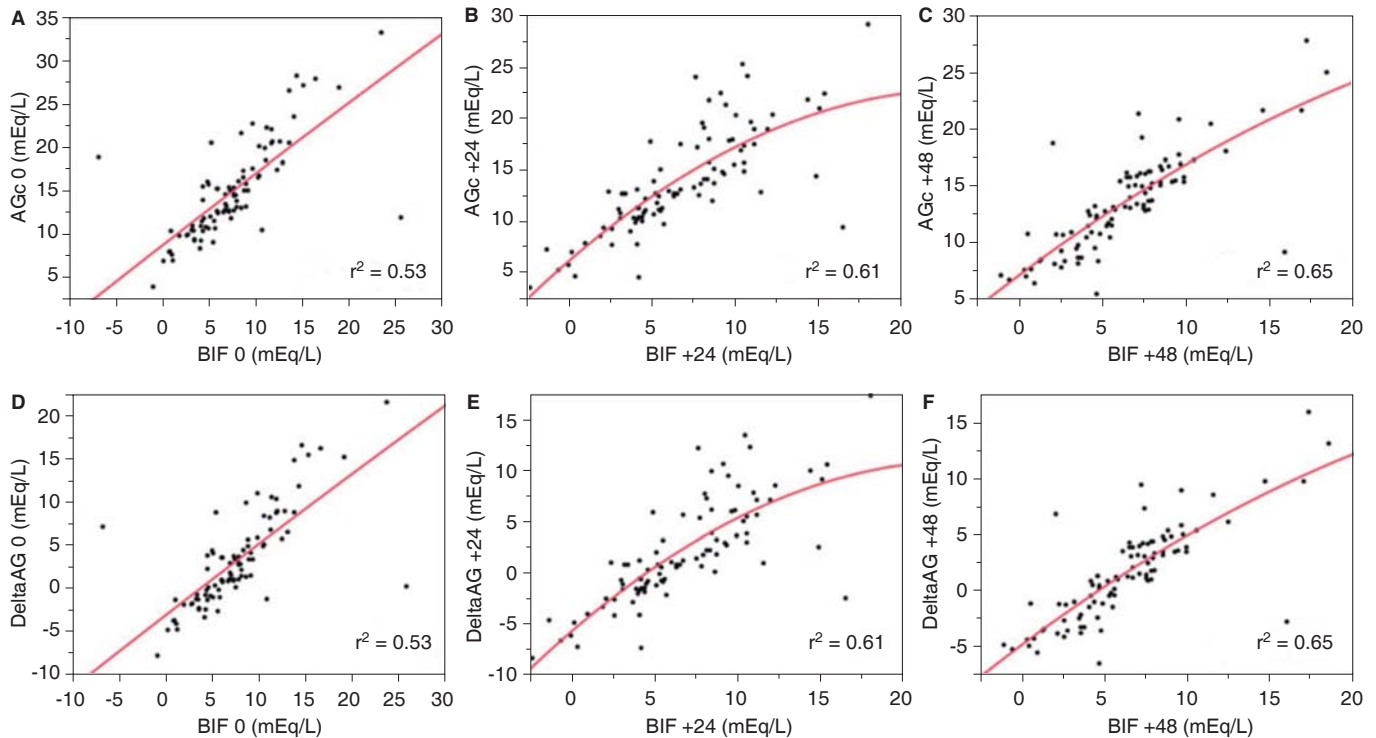 A
AGc 0 (mEq/L)
35
30
25
20
15
10
5
r² = 0.53
-10 -5 0 5 10 15 20 25 30
BIF 0 (mEq/L)
B
AGc +24 (mEq/L)
30
25
20
15
10
5
r² = 0.61
0 5 10 15 20
BIF +24 (mEq/L)
C
AGc +48 (mEq/L)
30
25
20
15
10
5
r² = 0.65
0 5 10 15 20
BIF +48 (mEq/L)
D
DeltaAG 0 (mEq/L)
20
15
10
5
0
-5
-10
r² = 0.53
-10 -5 0 5 10 15 20 25 30
BIF 0 (mEq/L)
E
DeltaAG +24 (mEq/L)
15
10
5
0
-5
-10
r² = 0.61
0 5 10 15 20
BIF +24 (mEq/L)
F
DeltaAG +48 (mEq/L)
15
10
5
0
-5
r² = 0.65
0 5 10 15 20
BIF +48 (mEq/L)